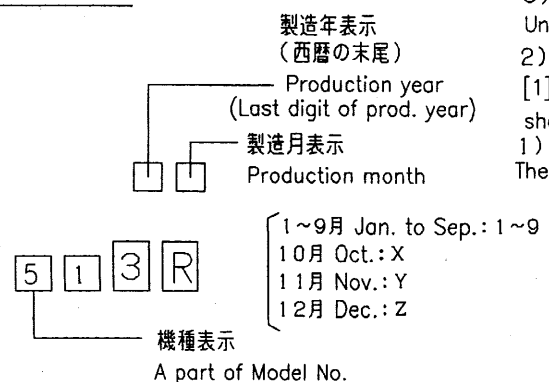 製造年表示
(西暦の末尾)
Production year
(Last digit of prod. year)
製造月表示
Production month
1~9月 Jan. to Sep.: 1~9
10月 Oct.: X
11月 Nov.: Y
12月 Dec.: Z
5 1 3 R
機種表示
A part of Model No.
Un
2)
[1]
sh
1)
The